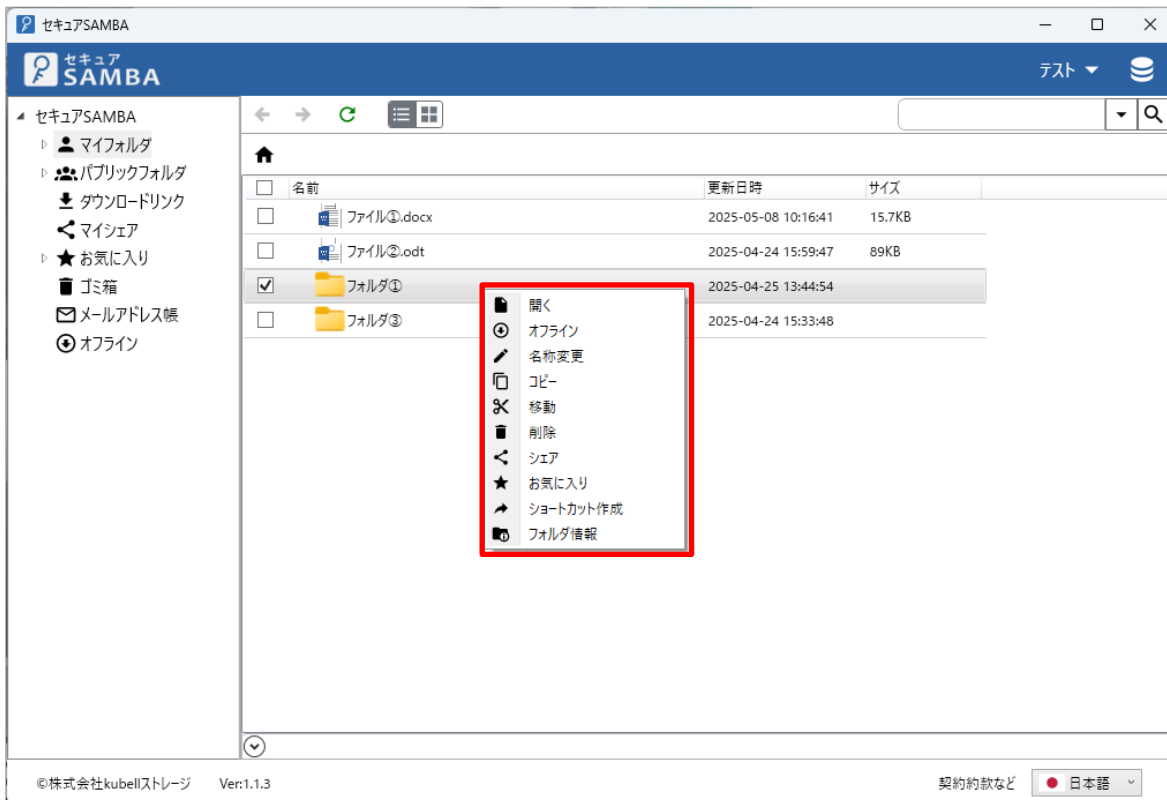 セキュアSAMBA
セキュア
SAMBA
テスト
セキュアSAMBA
マイフォルダ
パブリックフォルダ
ダウンロードリンク
マイシェア
お気に入り
ゴミ箱
メールアドレス帳
オフライン
名前 更新日時 サイズ
ファイル①.docx 2025-05-08 10:16:41 15.7KB
ファイル②.odt 2025-04-24 15:59:47 89KB
フォルダ① 2025-04-25 13:44:54
フォルダ③ 2025-04-24 15:33:48
開く
オフライン
名称変更
コピー
移動
削除
シェア
お気に入り
ショートカット作成
フォルダ情報
©株式会社kubellストレージ Ver:1.1.3 契約約款など 日本語